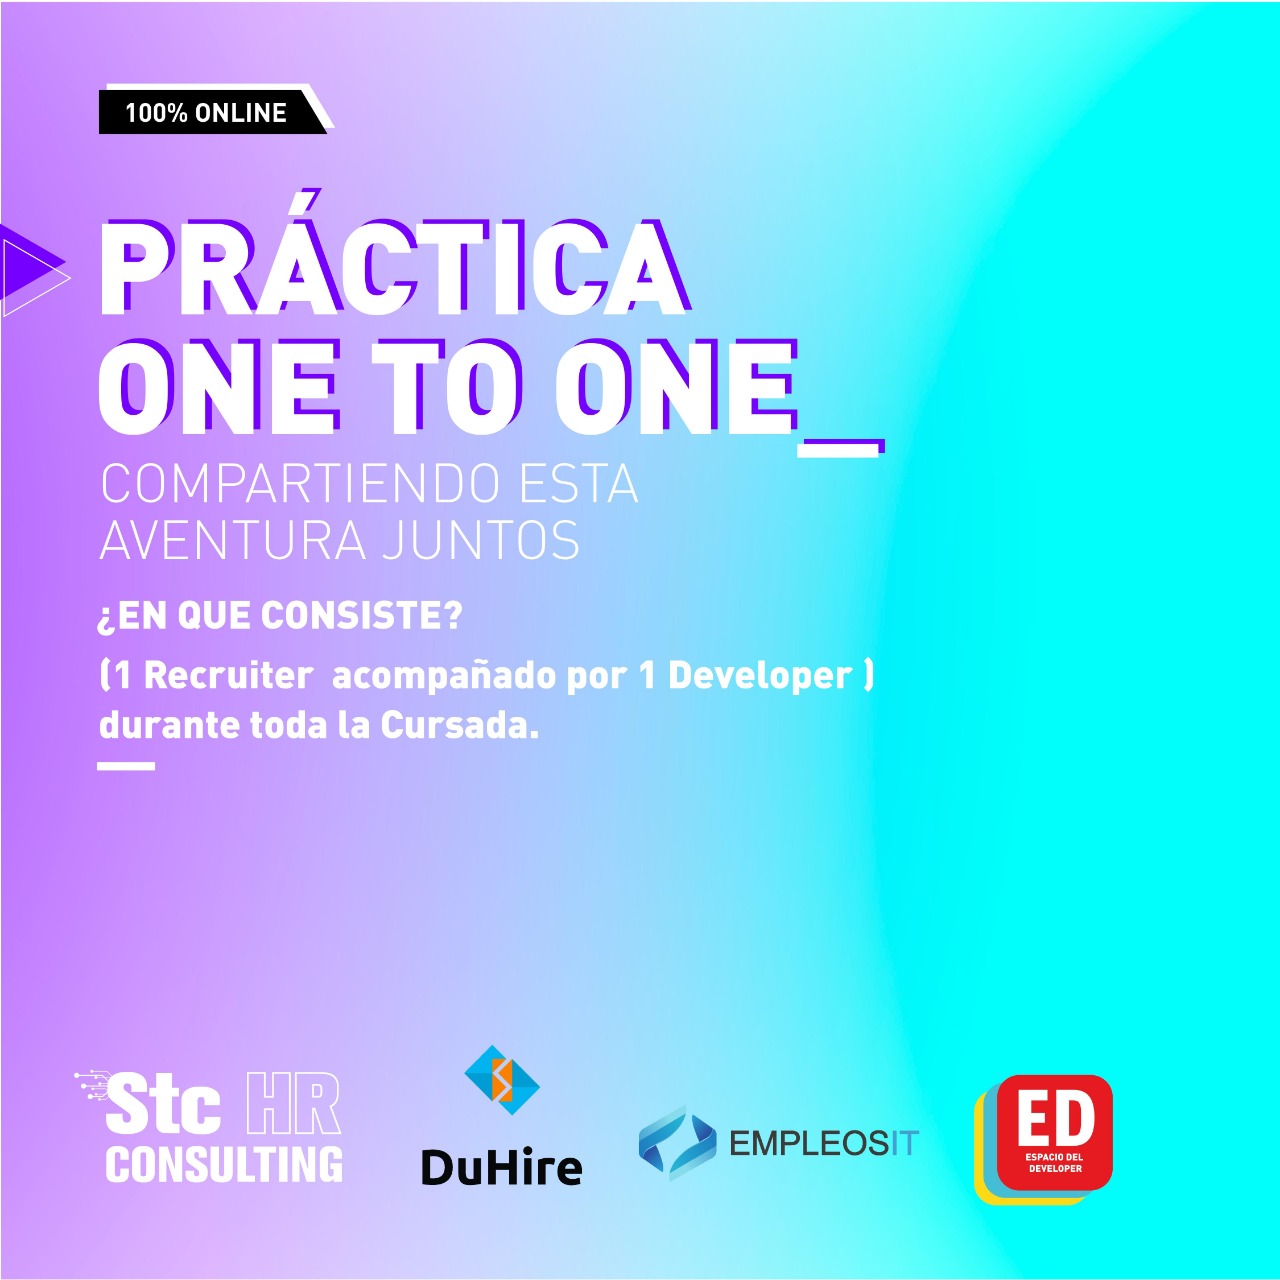 100% ONLINE
PRÁCTICA
ONE TO ONE_
COMPARTIENDO ESTA
AVENTURA JUNTOS
¿EN QUE CONSISTE?
(1 Recruiter  acompañado por 1 Developer )
durante toda la Cursada.
Stc HR
CONSULTING
DuHire
EMPLEOSIT
ED
ESPACIO DEL
DEVELOPER